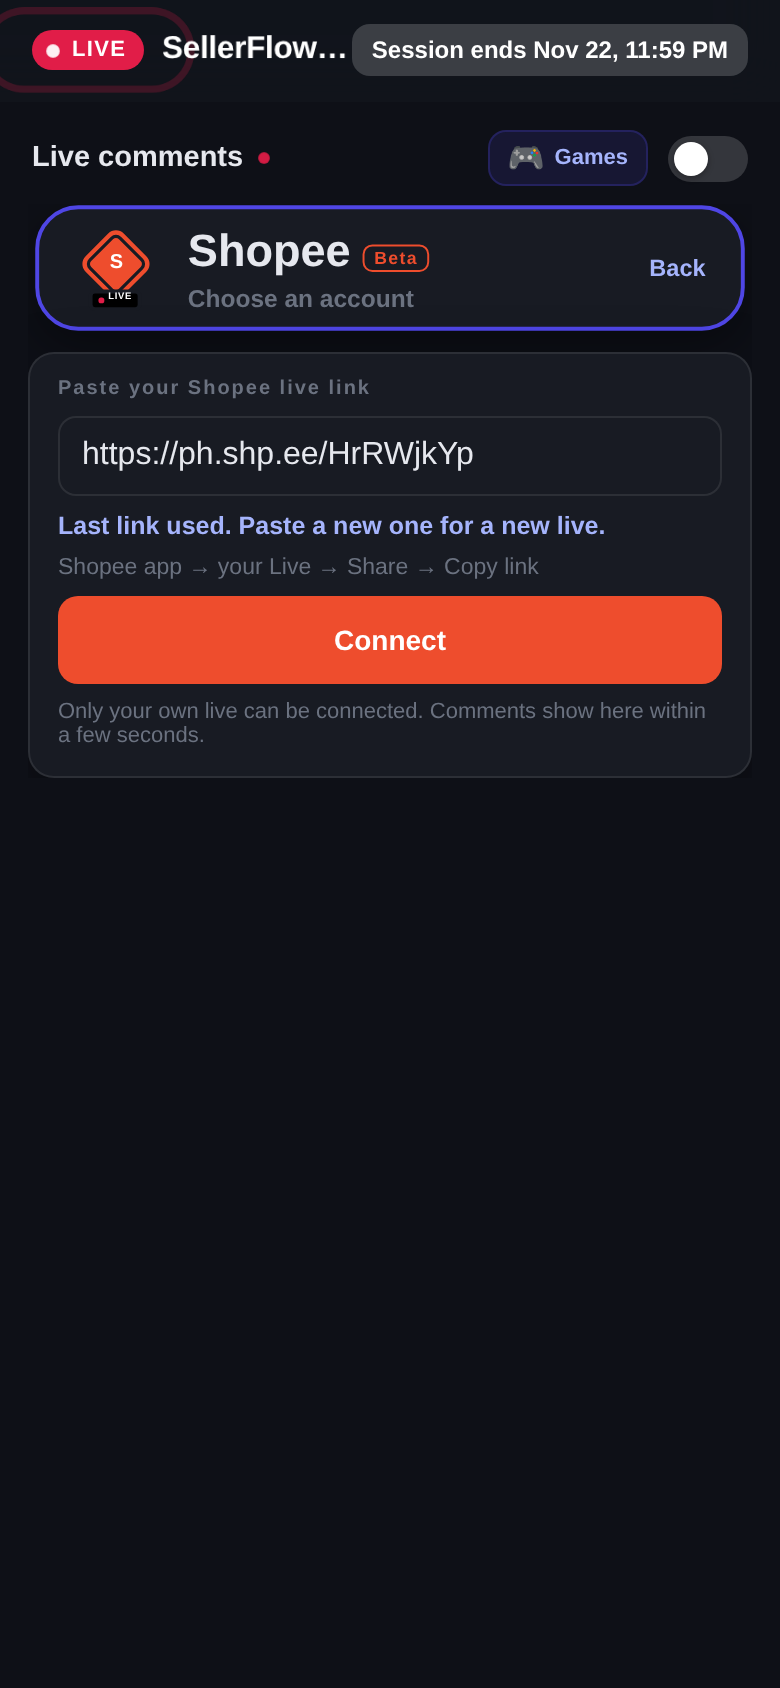 LIVE
SellerFlow…
Session ends Nov 22, 11:59 PM
Live comments
Games
S
LIVE
Shopee
Beta
Choose an account
Back
Paste your Shopee live link
https://ph.shp.ee/HrRWjkYp
Last link used. Paste a new one for a new live.
Shopee app → your Live → Share → Copy link
Connect
Only your own live can be connected. Comments show here within
a few seconds.